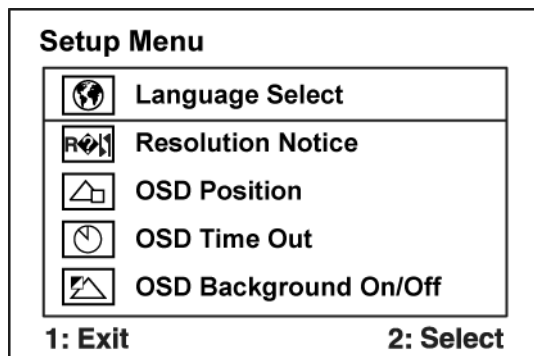 Setup Menu
Language Select
Resolution Notice
OSD Position
OSD Time Out
OSD Background On/Off
1: Exit 2: Select